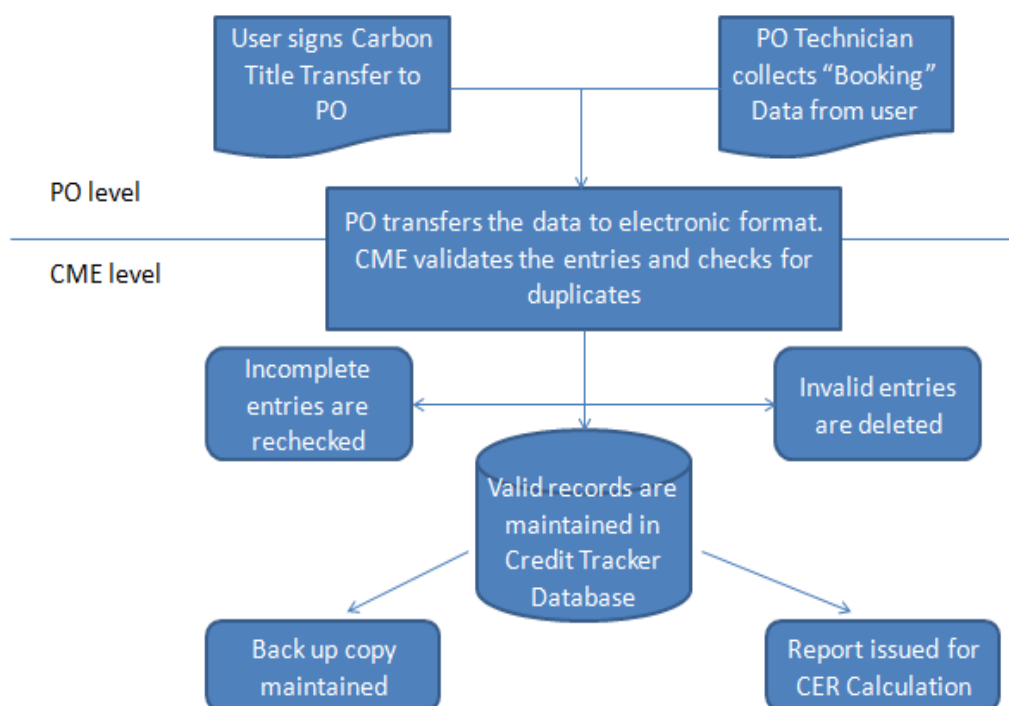 User signs Carbon
Title Transfer to
PO
PO Technician
collects “Booking”
Data from user
PO level
PO transfers the data to electronic format.
CME validates the entries and checks for
duplicates
CME level
Incomplete
entries are
rechecked
Invalid entries
are deleted
Valid records are
maintained in
Credit Tracker
Database
Back up copy
maintained
Report issued for
CER Calculation